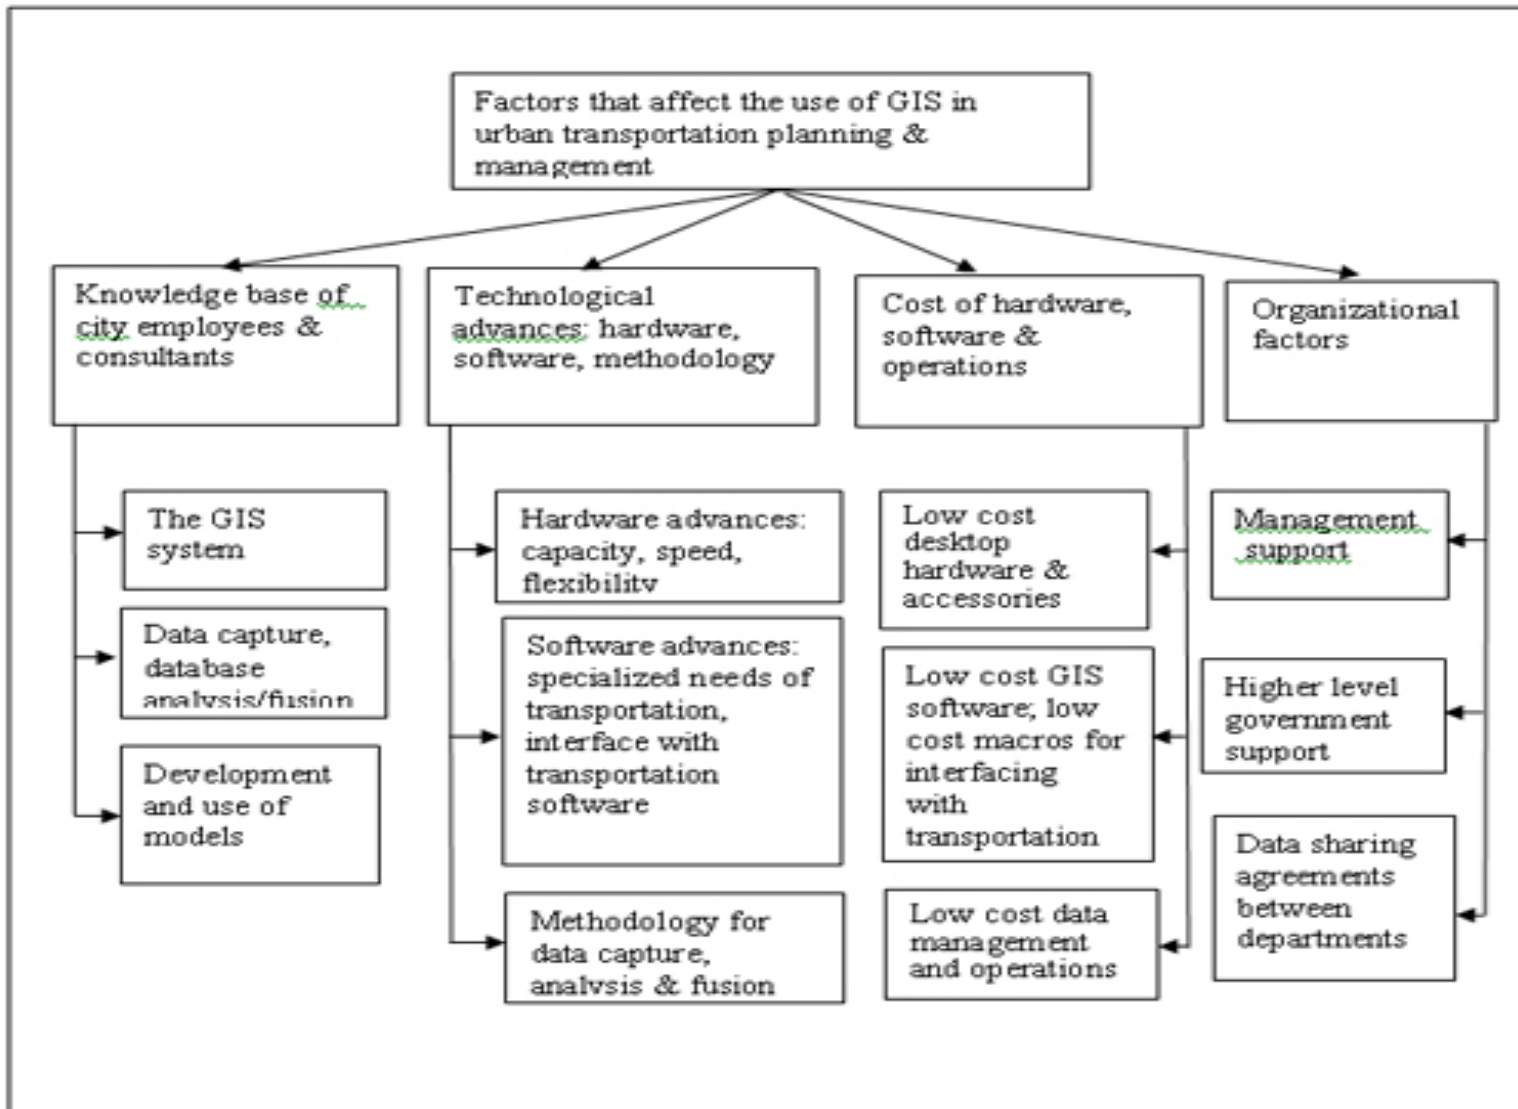 Factors that affect the use of GIS in
urban transportation planning &
management
Knowledge base of
city employees &
consultants
Technological
advances: hardware,
software, methodology
Cost of hardware,
software &
operations
Organizational
factors
The GIS
system
Data capture,
database
analysis/fusion
Development
and use of
models
Hardware advances:
capacity, speed,
flexibility
Software advances:
specialized needs of
transportation,
interface with
transportation
software
Methodology for
data capture,
analysis & fusion
Low cost
desktop
hardware &
accessories
Low cost GIS
software; low
cost macros for
interfacing
with
transportation
Low cost data
management
and operations
Management
support
Higher level
government
support
Data sharing
agreements
between
departments